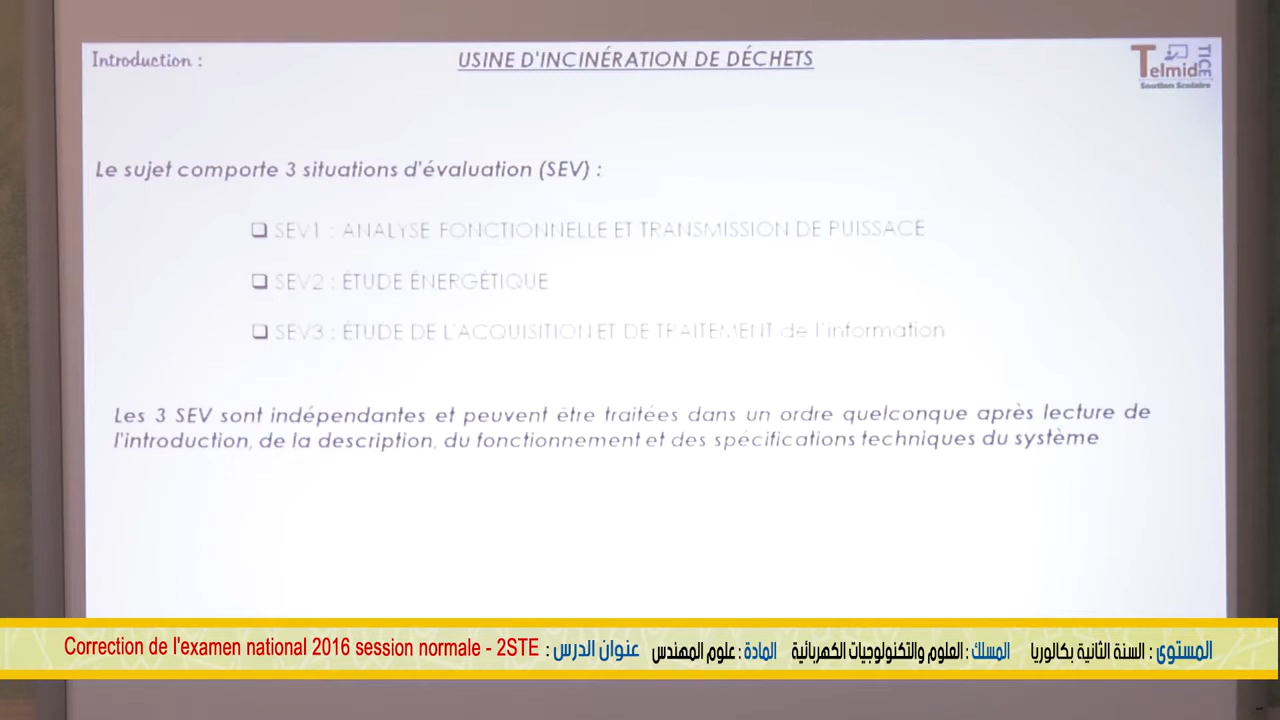 Introduction :
USINE D'INCINÉRATION DE DÉCHETS
Telmid TICE
Soutien Scolaire
Le sujet comporte 3 situations d'évaluation (SEV) :
❑ SEV1 : ANALYSE FONCTIONNELLE ET TRANSMISSION DE PUISSACE
❑ SEV2 : ÉTUDE ÉNERGÉTIQUE
❑ SEV3 : ÉTUDE DE L'ACQUISITION ET DE TRAITEMENT de l'information
Les 3 SEV sont indépendantes et peuvent être traitées dans un ordre quelconque après lecture de
l'introduction, de la description, du fonctionnement et des spécifications techniques du système
المستوى : السنة الثانية بكالوريا المسلك : العلوم والتكنولوجيات الكهربائية المادة : علوم المهندس عنوان الدرس : Correction de l'examen national 2016 session normale - 2STE